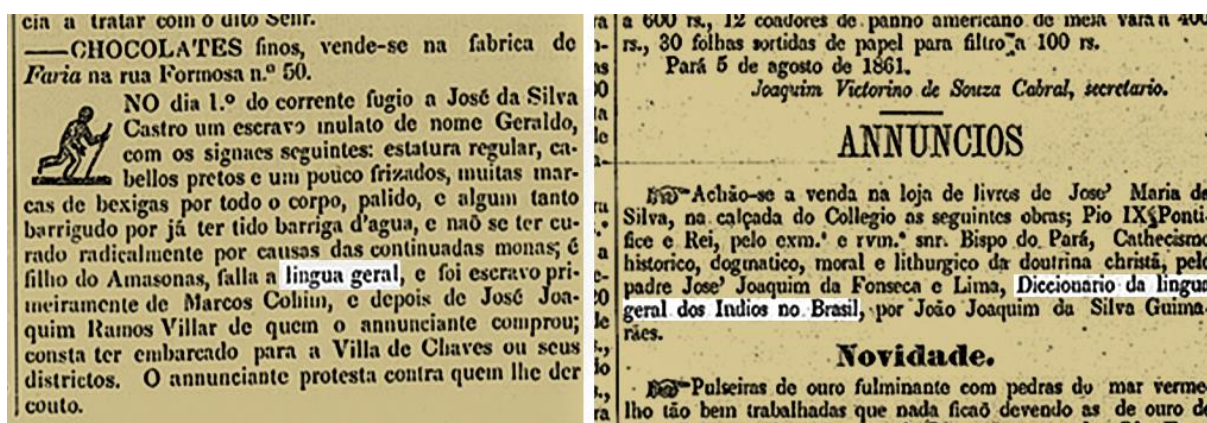 cia a tratar com o dito Senr.
——CHOCOLATES finos, vende-se na fabrica de
Faria na rua Formosa n.º 50.
NO dia 1.º do corrente fugio a José da Silva
Castro um escravo mulato de nome Geraldo,
com os signaes seguintes: estatura regular, ca-
bellos pretos e um pouco frizados, muitas mar-
cas de bexigas por todo o corpo, palido, e algum tanto
barrigudo por já ter tido barriga d'agua, e naõ se ter cu-
rado radicalmente por causas das continuadas monas; é
filho do Amasonas, falla a lingua geral, e foi escravo pri-
meiramente de Marcos Cohim, e depois de José Joa-
quim Ramos Villar de quem o annunciante comprou;
consta ter embarcado para a Villa de Chaves ou seus
districtos. O annunciante protesta contra quem lhe der
couto.
a 600 rs., 12 coadores de panno americano de meia vara a 400
rs., 30 folhas sortidas de papel para filtro a 100 rs.
Pará 5 de agosto de 1861.
Joaquim Victorino de Souza Cabral, secretario.
ANNUNCIOS
Achão-se a venda na loja de livros de Jose' Maria da
Silva, na calçada do Collegio as seguintes obras; Pio IX Ponti-
fice e Rei, pelo exm.º e rvm.º snr. Bispo do Pará, Cathecismo
historico, dogmatico, moral e lithurgico da doutrina christã, pelo
padre Jose' Joaquim da Fonseca e Lima, Diccionario da lingua
geral dos Indios no Brasil, por João Joaquim da Silva Guima-
rães.
Novidade.
Pulseiras de ouro fulminante com pedras do mar verme-
lho tão bem trabalhadas que nada ficaõ devendo as de ouro de